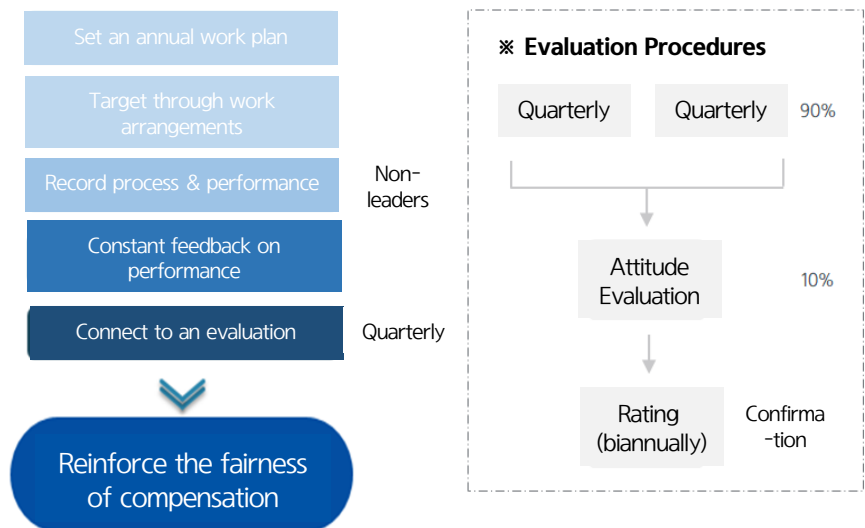 Set an annual work plan
Target through work
arrangements
Record process & performance
Non-
leaders
Constant feedback on
performance
Connect to an evaluation
Quarterly
Reinforce the fairness
of compensation
※ Evaluation Procedures
Quarterly
Quarterly
90%
Attitude
Evaluation
10%
Rating
(biannually)
Confirma
-tion